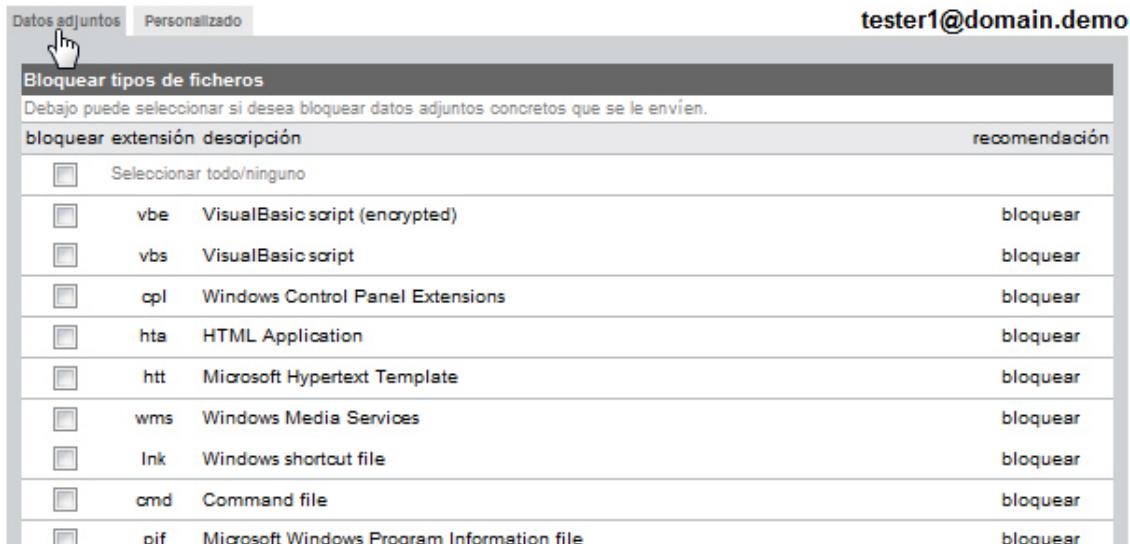 Datos adjuntos Personalizado tester1@domain.demo
Bloquear tipos de ficheros
Debajo puede seleccionar si desea bloquear datos adjuntos concretos que se le envíen.
bloquear extensión descripción recomendación
Seleccionar todo/ninguno
vbe VisualBasic script (encrypted) bloquear
vbs VisualBasic script bloquear
cpl Windows Control Panel Extensions bloquear
hta HTML Application bloquear
htt Microsoft Hypertext Template bloquear
wms Windows Media Services bloquear
lnk Windows shortcut file bloquear
cmd Command file bloquear
pif Microsoft Windows Program Information file bloquear